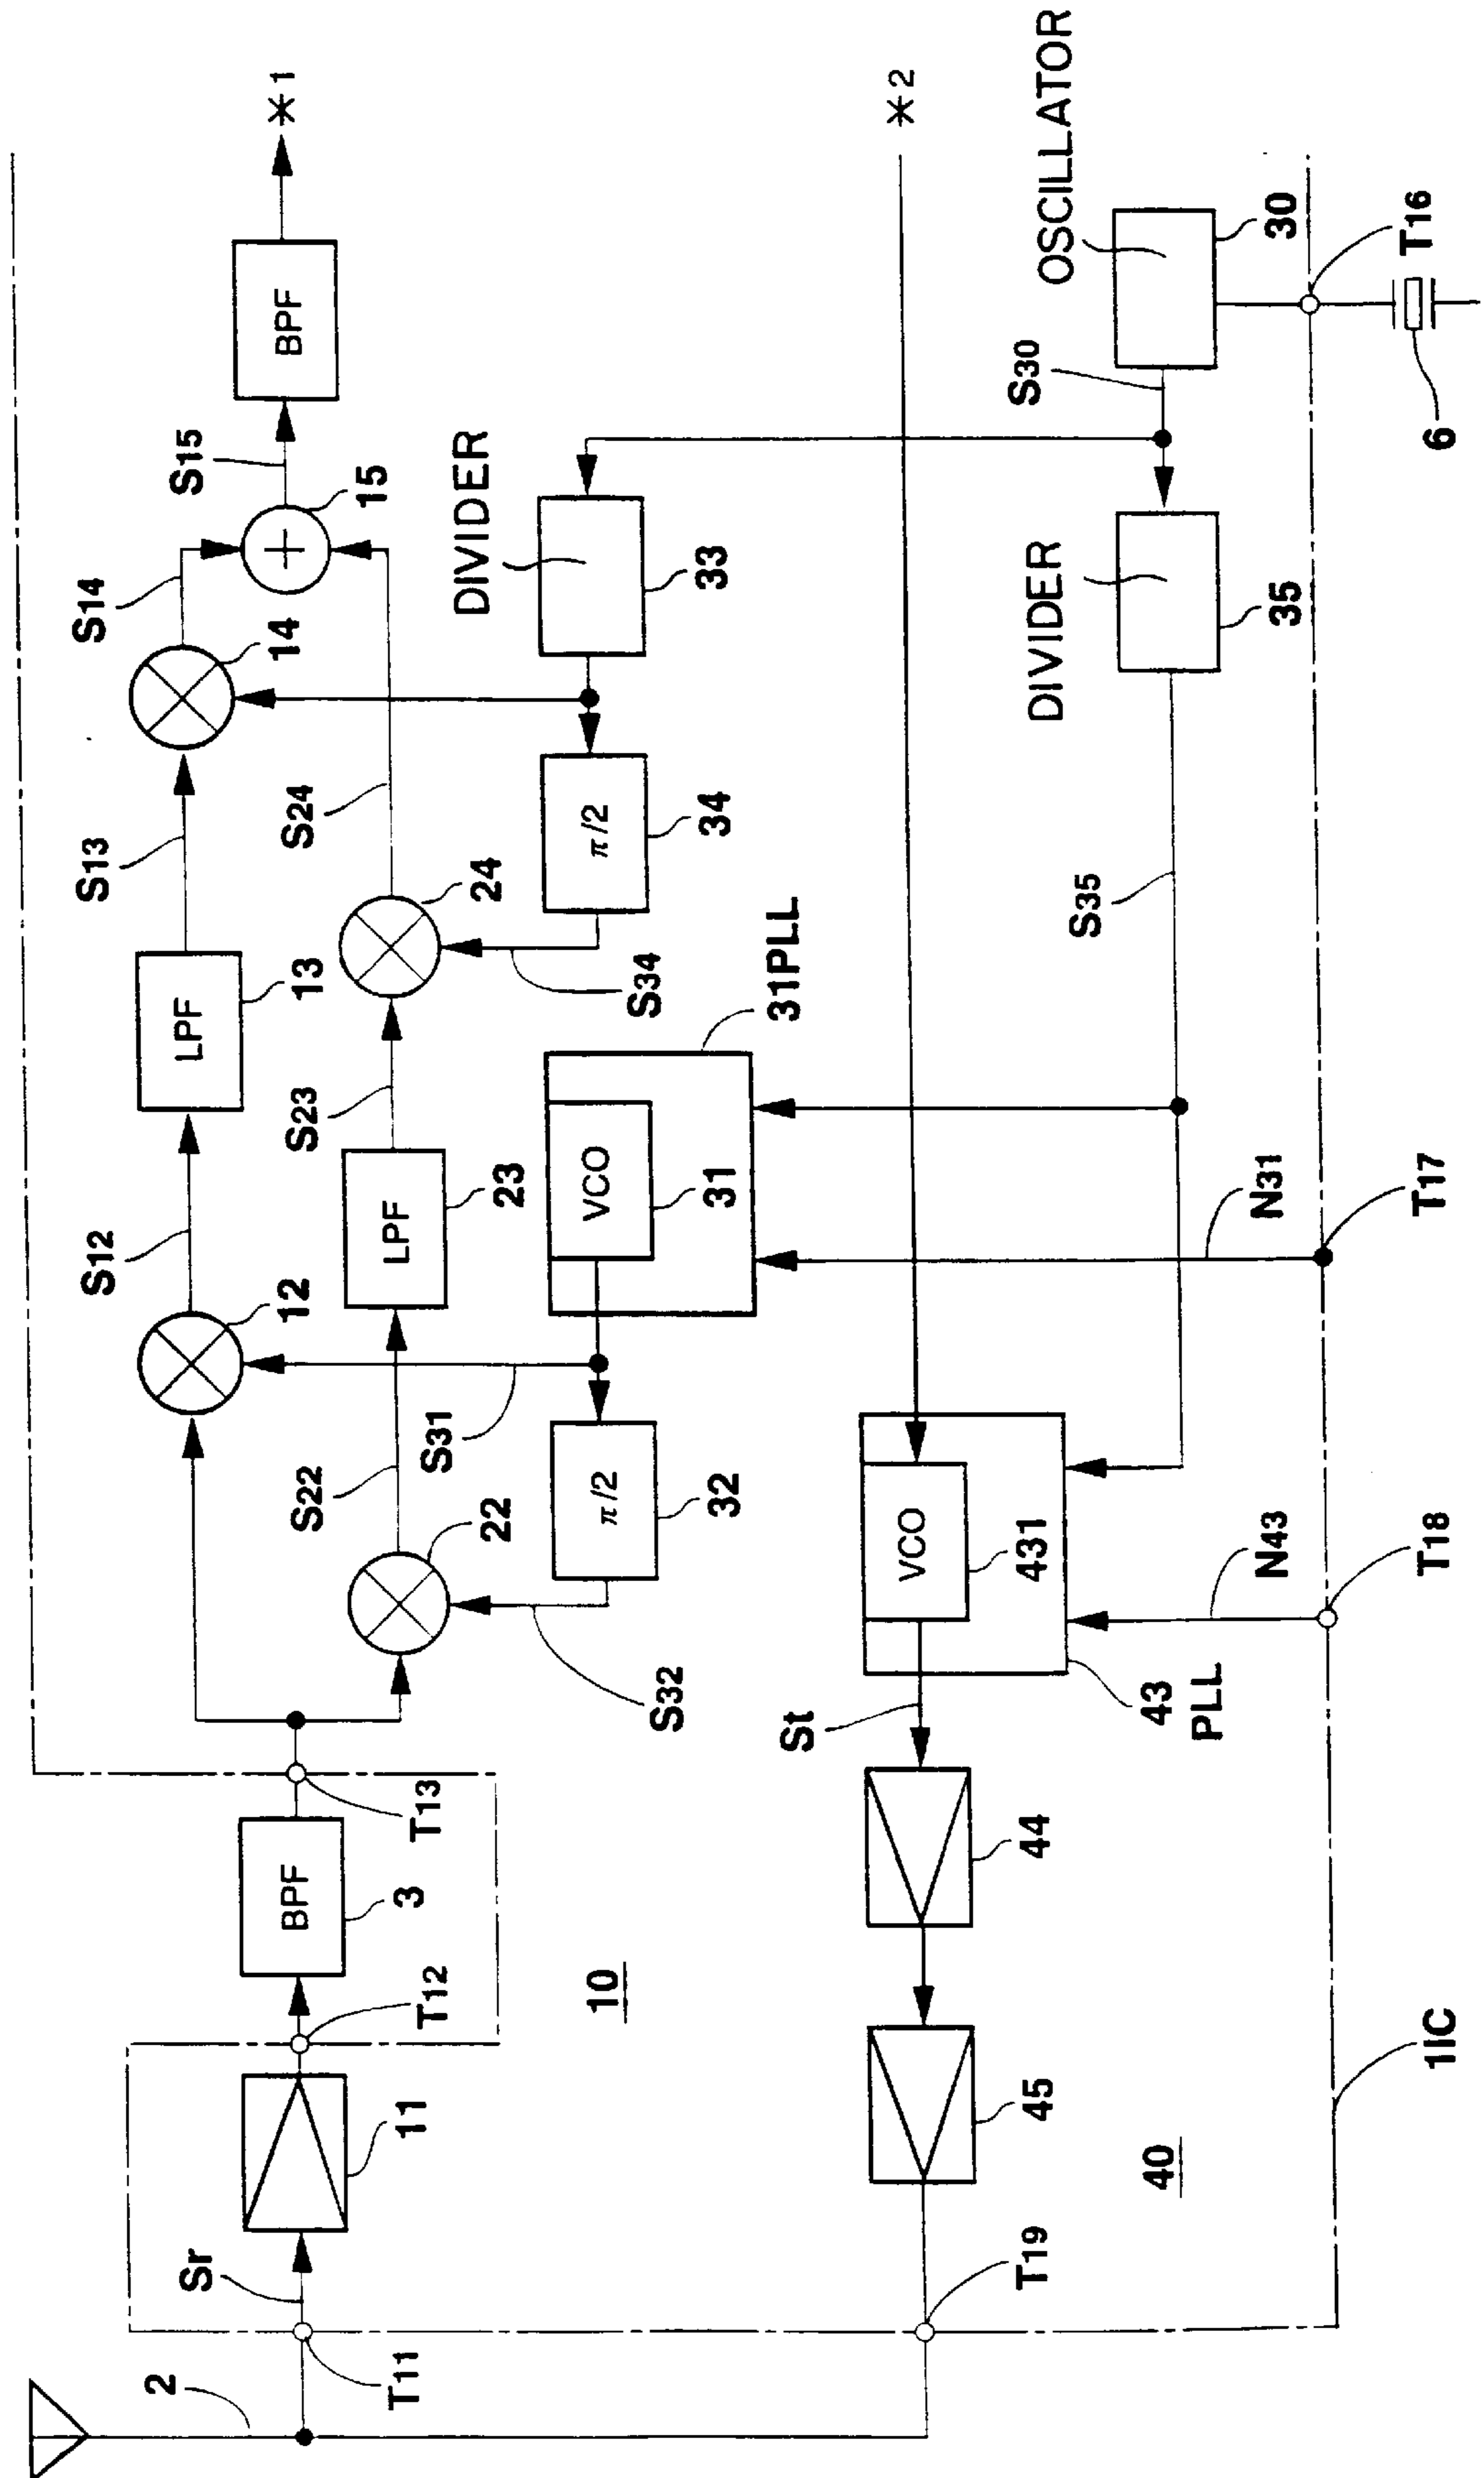 2
T11
Sr
11
T12
BPF
3
T13
S12
12
LPF
13
S13
14
S14
15
S15
BPF
*1
S22
22
S32
S31
π/2
32
LPF
23
S23
24
S24
S34
π/2
34
DIVIDER
33
VCO
31
31PLL
10
T19
45
44
St
VCO
431
43
PLL
N43
T18
N31
T17
S35
DIVIDER
35
S30
OSCILLATOR
30
T16
6
*2
40
1IC